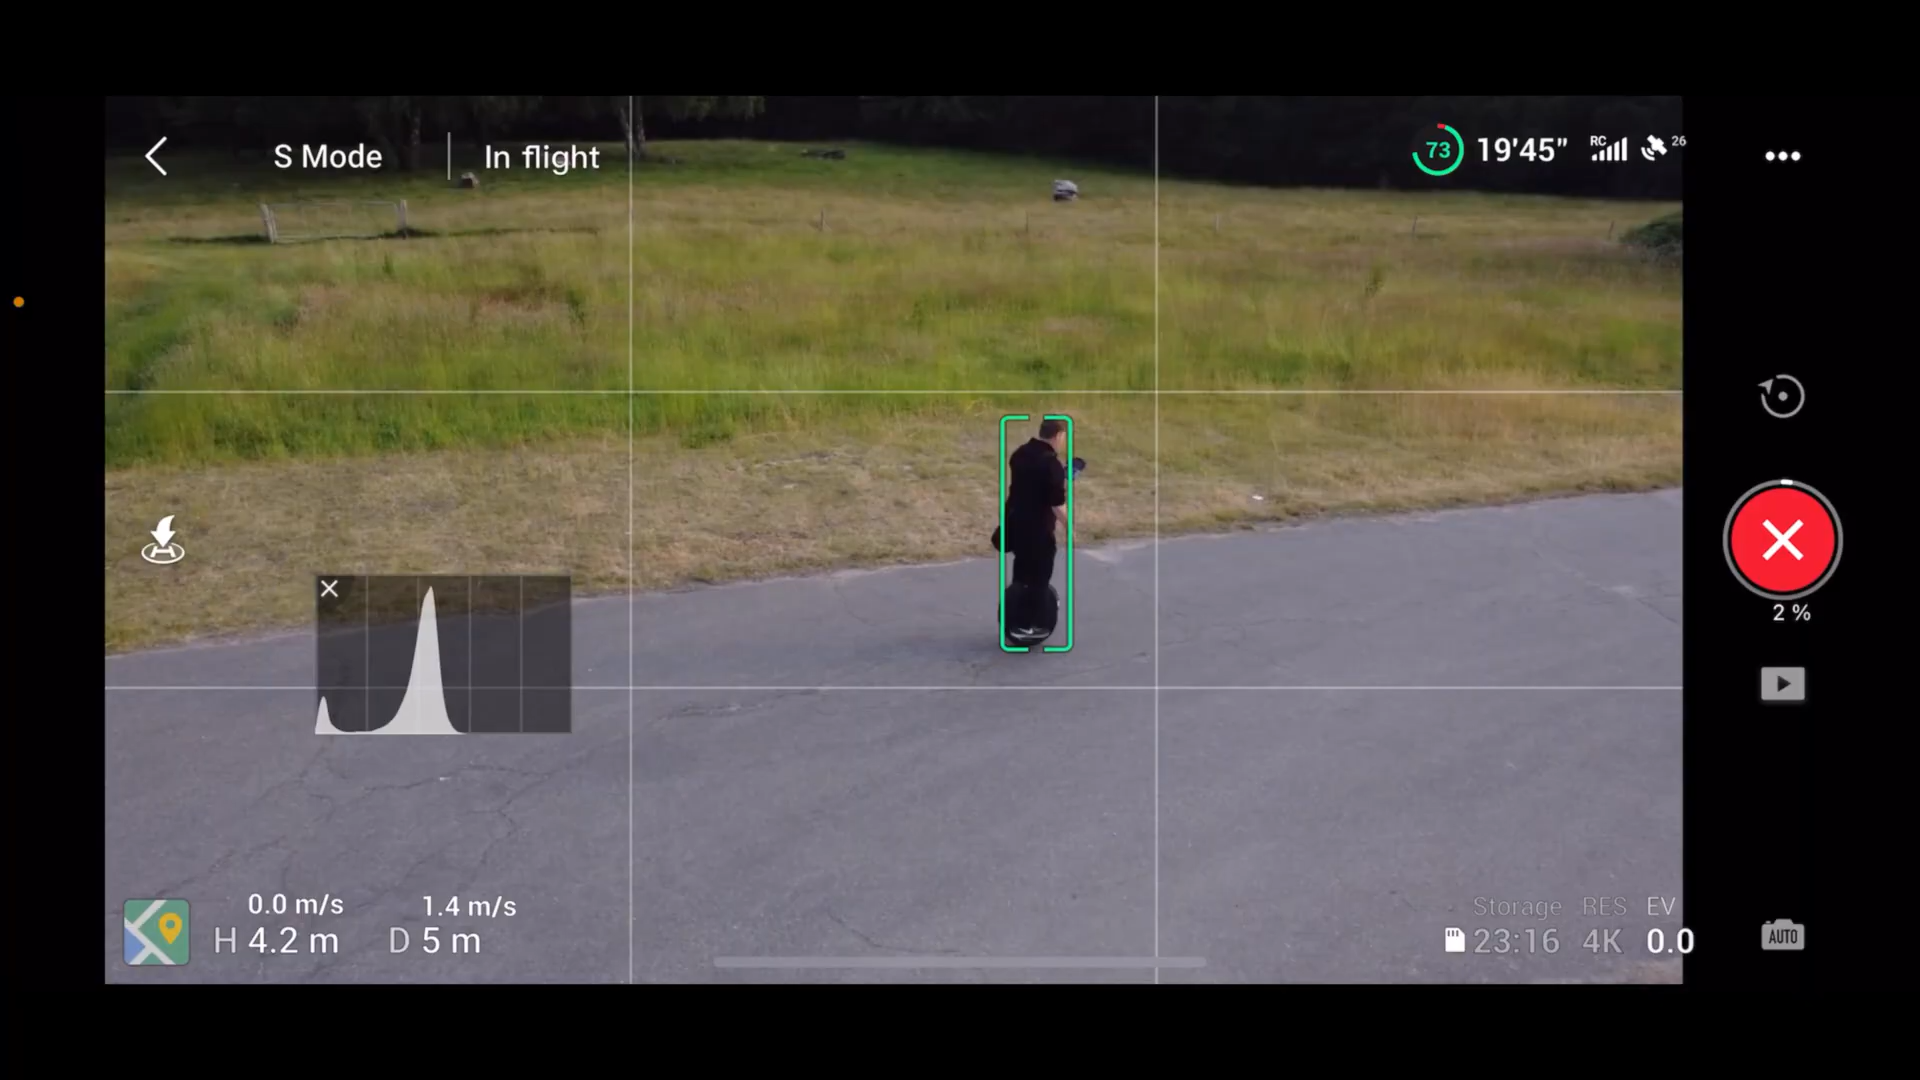 S Mode
In flight
73
19'45"
RC
26
2 %
0.0 m/s
1.4 m/s
H 4.2 m
D 5 m
Storage RES EV
23:16 4K 0.0
AUTO